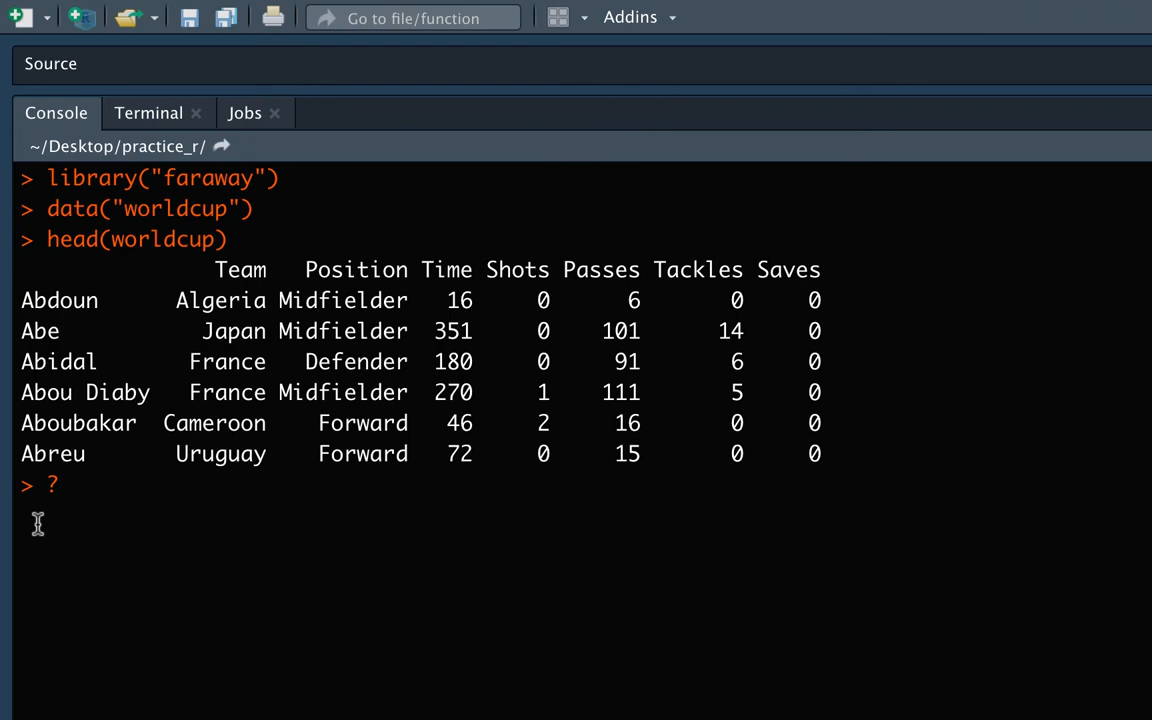 Go to file/function Addins
Source
Console Terminal Jobs
~/Desktop/practice_r/
> library("faraway")
> data("worldcup")
> head(worldcup)
Team Position Time Shots Passes Tackles Saves
Abdoun Algeria Midfielder 16 0 6 0 0
Abe Japan Midfielder 351 0 101 14 0
Abidal France Defender 180 0 91 6 0
Abou Diaby France Midfielder 270 1 111 5 0
Aboubakar Cameroon Forward 46 2 16 0 0
Abreu Uruguay Forward 72 0 15 0 0
> ?